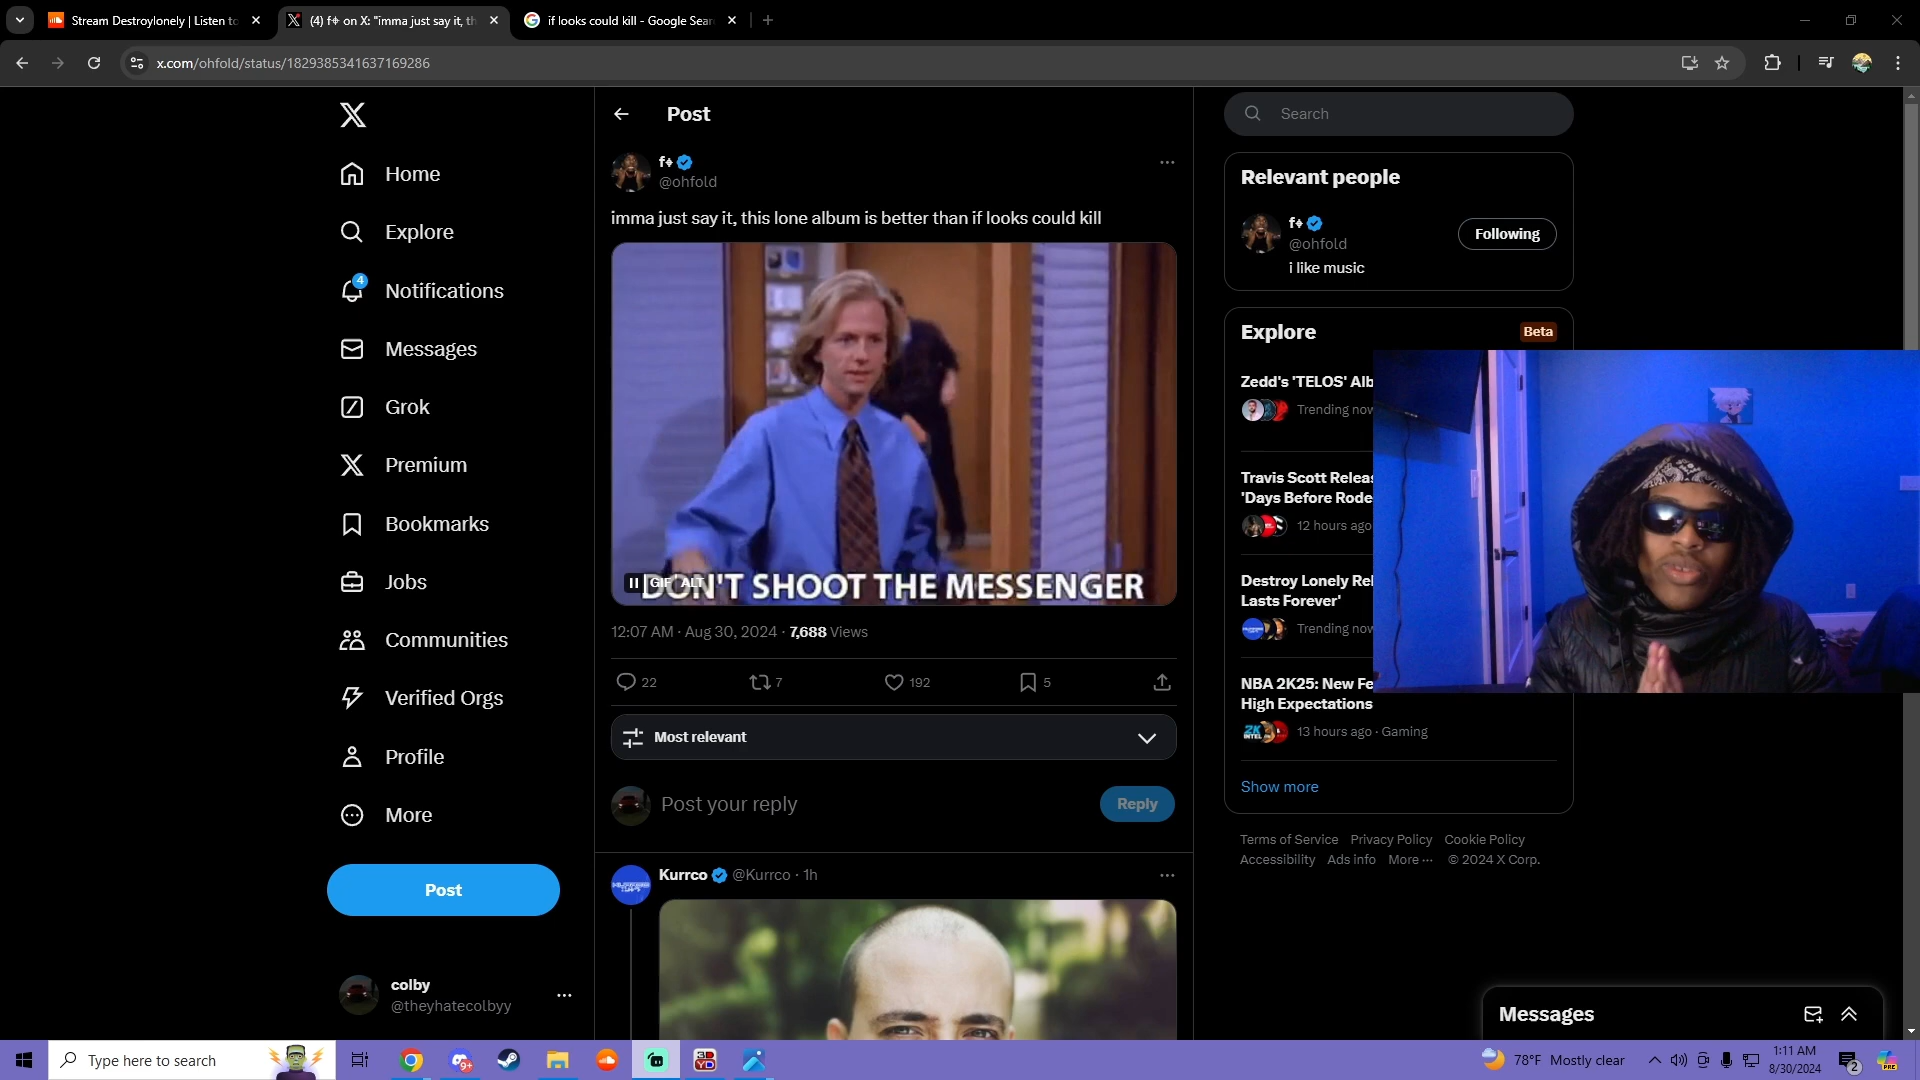 Stream Destroylonely | Listen to
(4) f⌖ on X: "imma just say it, th
if looks could kill - Google Sear
x.com/ohfold/status/1829385341637169286
Home
Explore
4
Notifications
Messages
Grok
Premium
Bookmarks
Jobs
Communities
Verified Orgs
Profile
More
Post
colby
@theyhatecolbyy
Post
@ohfold
imma just say it, this lone album is better than if looks could kill
GIF ALT
DON'T SHOOT THE MESSENGER
12:07 AM · Aug 30, 2024 · 7,688 Views
22 7 192 5
Most relevant
Post your reply
Reply
Kurrco @Kurrco · 1h
Search
Relevant people
@ohfold
Following
i like music
Explore
Beta
Zedd's 'TELOS' Alb
Trending now
Travis Scott Relea
'Days Before Rode
12 hours ago
Destroy Lonely Rel
Lasts Forever'
Trending now
NBA 2K25: New Fe
High Expectations
13 hours ago · Gaming
Show more
Terms of Service Privacy Policy Cookie Policy
Accessibility Ads info More ··· © 2024 X Corp.
Messages
Type here to search
9+
78°F Mostly clear
1:11 AM
8/30/2024
2
PRE